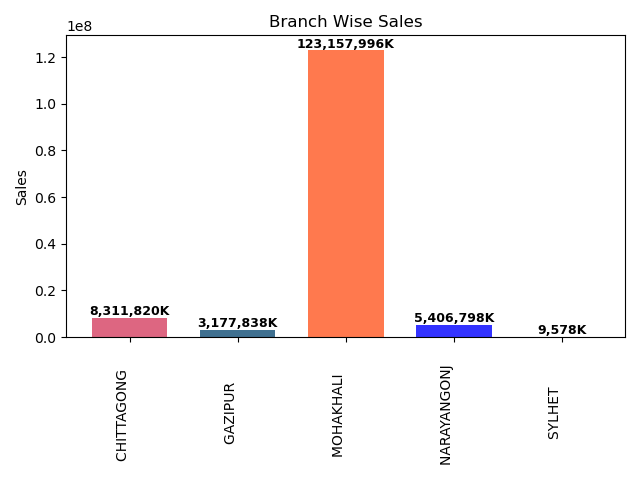 Branch Wise Sales
1e8
123,157,996K
1.2
1.0
0.8
0.6
0.4
0.2
0.0
Sales
8,311,820K
3,177,838K
5,406,798K
9,578K
CHITTAGONG
GAZIPUR
MOHAKHALI
NARAYANGONJ
SYLHET